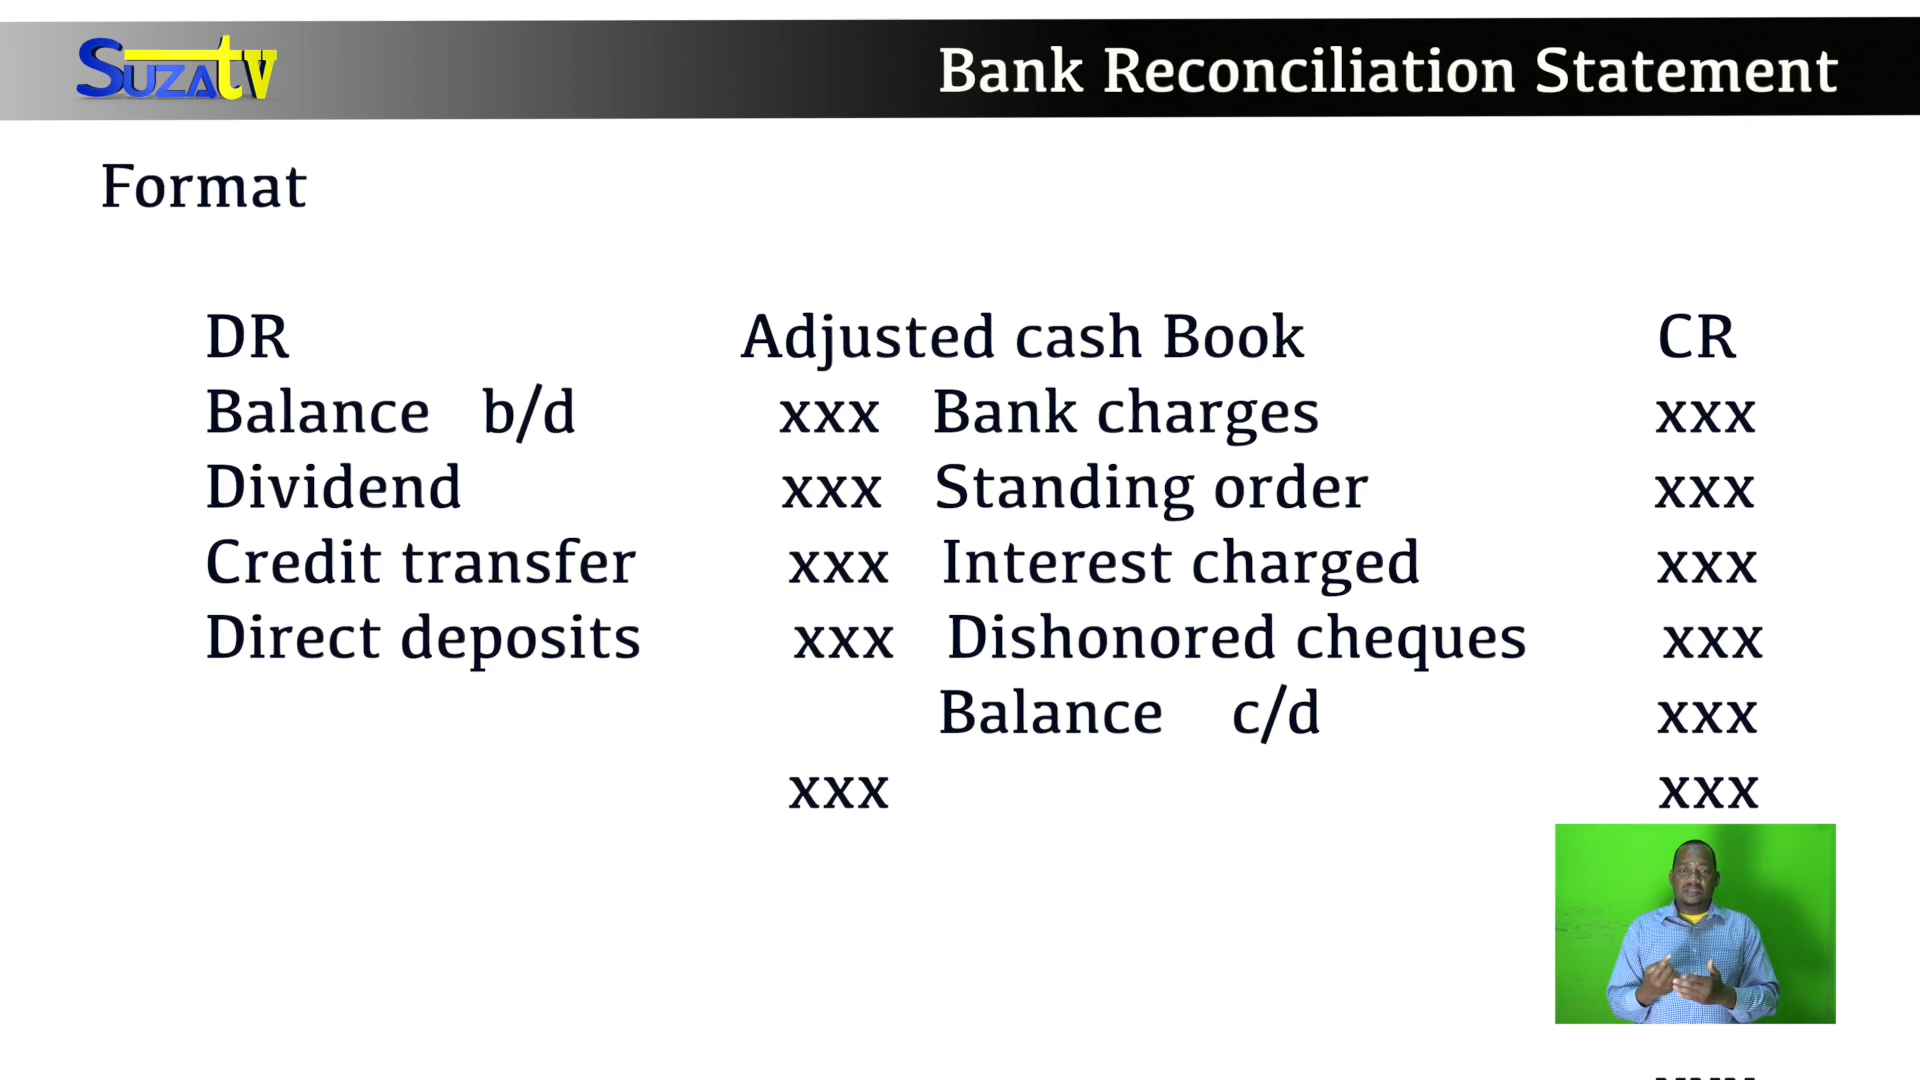 SUZAtv
Bank Reconciliation Statement
Format
DR Adjusted cash Book CR
Balance b/d xxx Bank charges xxx
Dividend xxx Standing order xxx
Credit transfer xxx Interest charged xxx
Direct deposits xxx Dishonored cheques xxx
Balance c/d xxx
xxx xxx